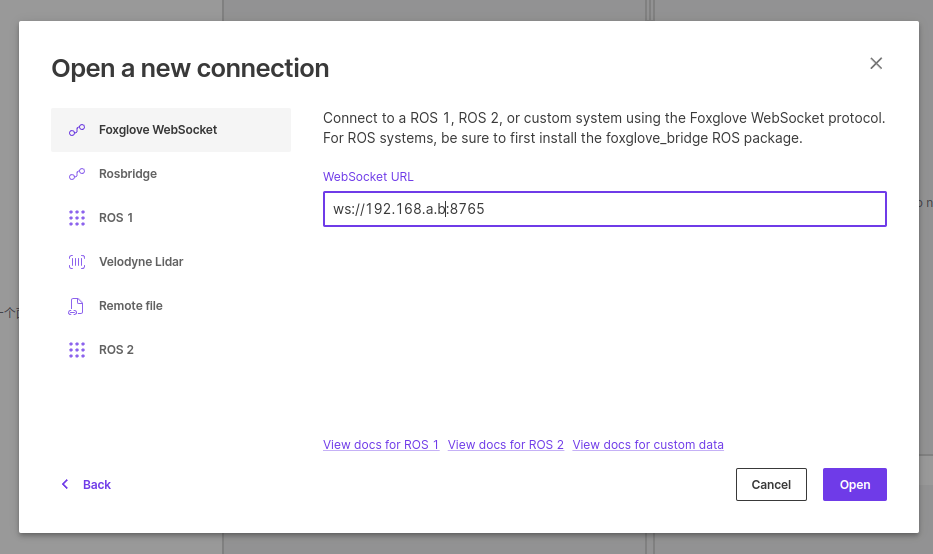 Open a new connection
Foxglove WebSocket
Rosbridge
ROS 1
Velodyne Lidar
Remote file
ROS 2
Connect to a ROS 1, ROS 2, or custom system using the Foxglove WebSocket protocol.
For ROS systems, be sure to first install the foxglove_bridge ROS package.
WebSocket URL
ws://192.168.a.b:8765
View docs for ROS 1 View docs for ROS 2 View docs for custom data
Back
Cancel
Open